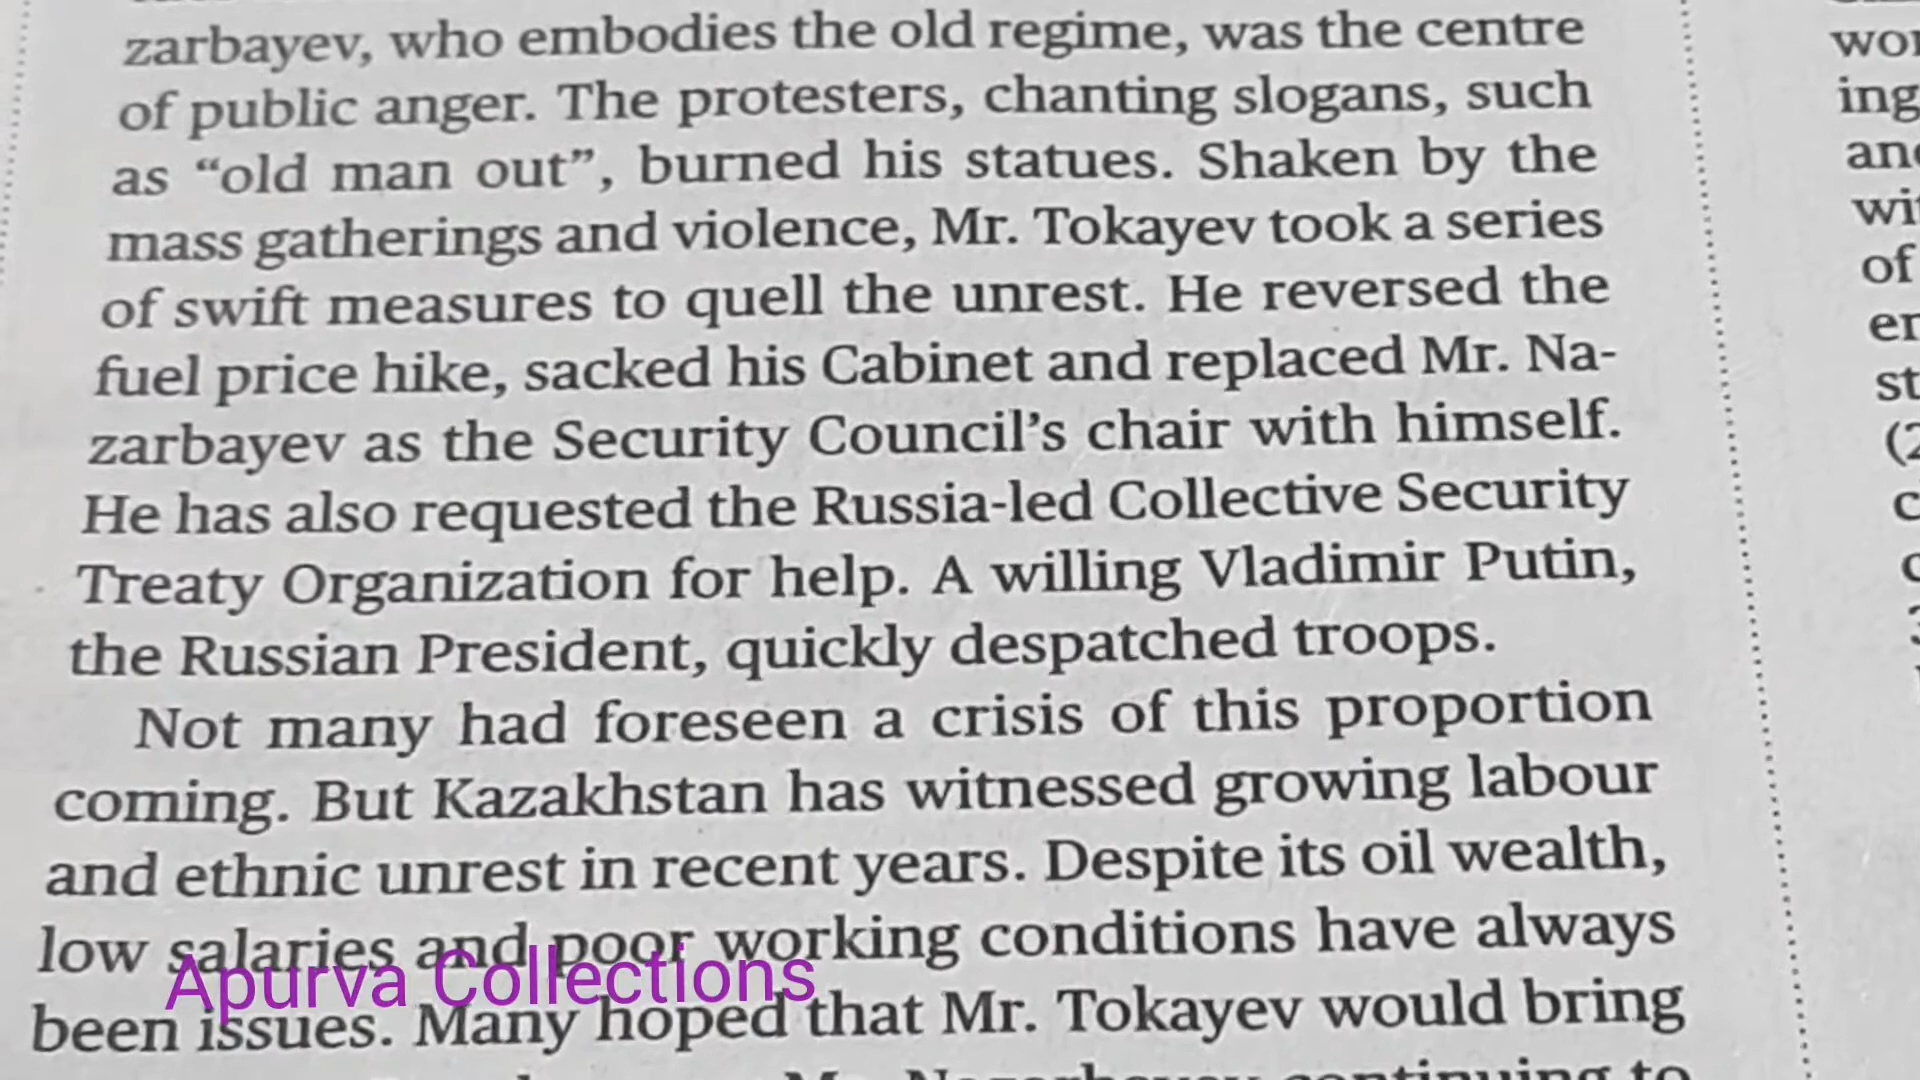 zarbayev, who embodies the old regime, was the centre
of public anger. The protesters, chanting slogans, such
as “old man out”, burned his statues. Shaken by the
mass gatherings and violence, Mr. Tokayev took a series
of swift measures to quell the unrest. He reversed the
fuel price hike, sacked his Cabinet and replaced Mr. Na-
zarbayev as the Security Council’s chair with himself.
He has also requested the Russia-led Collective Security
Treaty Organization for help. A willing Vladimir Putin,
the Russian President, quickly despatched troops.
Not many had foreseen a crisis of this proportion
coming. But Kazakhstan has witnessed growing labour
and ethnic unrest in recent years. Despite its oil wealth,
low salaries and poor working conditions have always
been issues. Many hoped that Mr. Tokayev would bring
continuing to
Apurva Collections
of